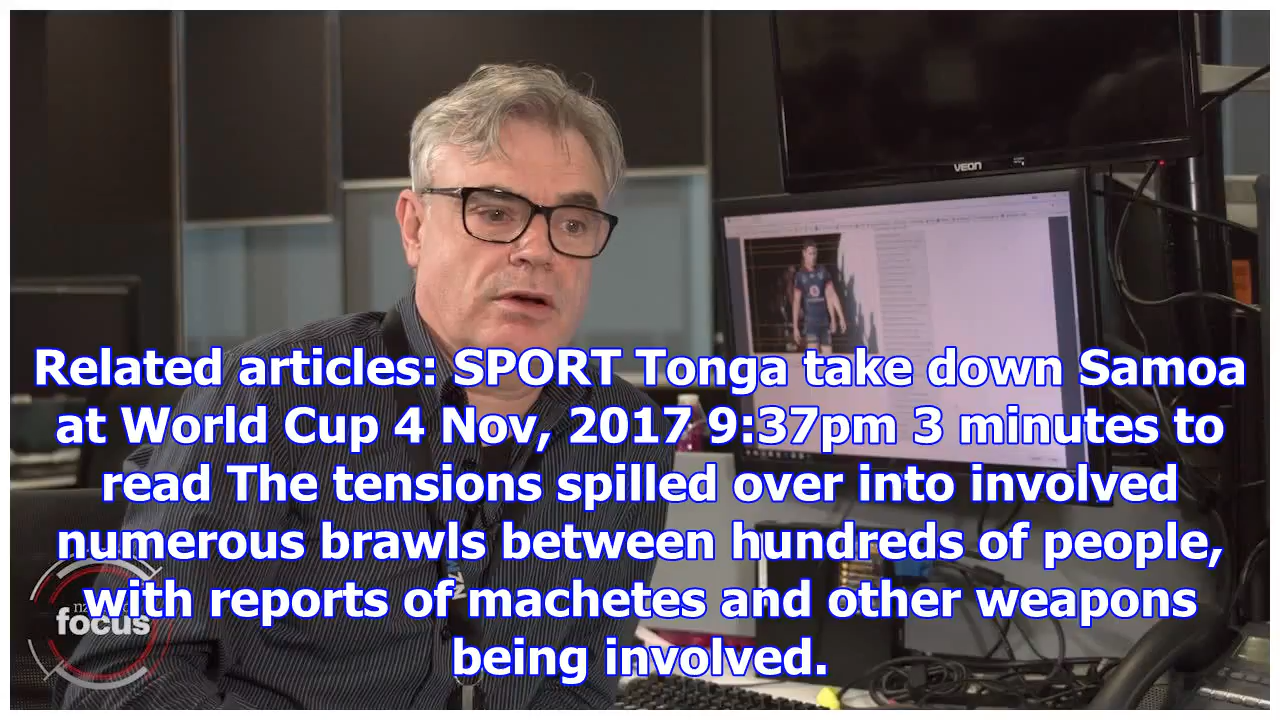 VEON
Related articles: SPORT Tonga take down Samoa
at World Cup 4 Nov, 2017 9:37pm 3 minutes to
read The tensions spilled over into involved
numerous brawls between hundreds of people,
with reports of machetes and other weapons
being involved.
focus